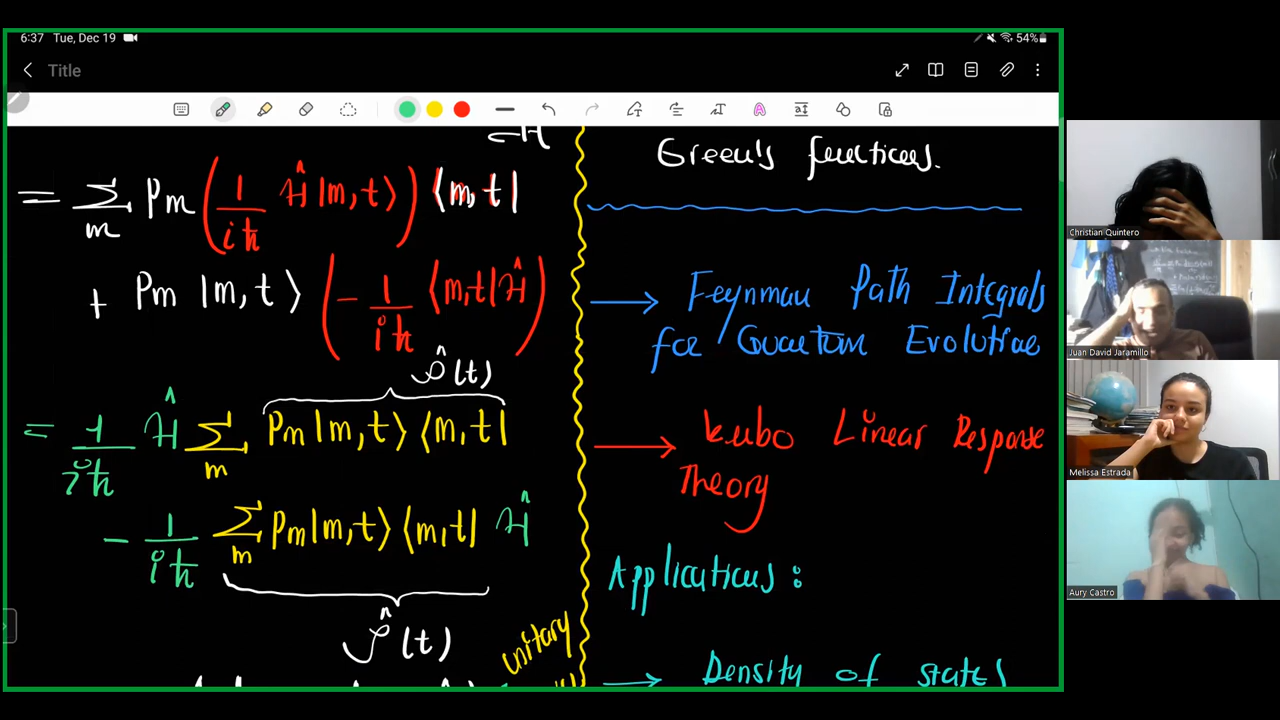 6:37 Tue, Dec 19
54%
Title
= Σ_m Pm (1/iħ Ĥ |m,t⟩) ⟨m,t|
+ Pm |m,t⟩ (- 1/iħ ⟨m,t|Ĥ)
ρ̂(t)
= 1/iħ Ĥ Σ_m Pm |m,t⟩ ⟨m,t|
- 1/iħ Σ_m Pm |m,t⟩ ⟨m,t| Ĥ
ρ̂(t)
unitary
Green's functions.
→ Feynman Path Integrals
for Quantum Evolution
→ Kubo Linear Response
Theory
Applications:
→ Density of states
Christian Quintero
Juan David Jaramillo
Melissa Estrada
Aury Castro